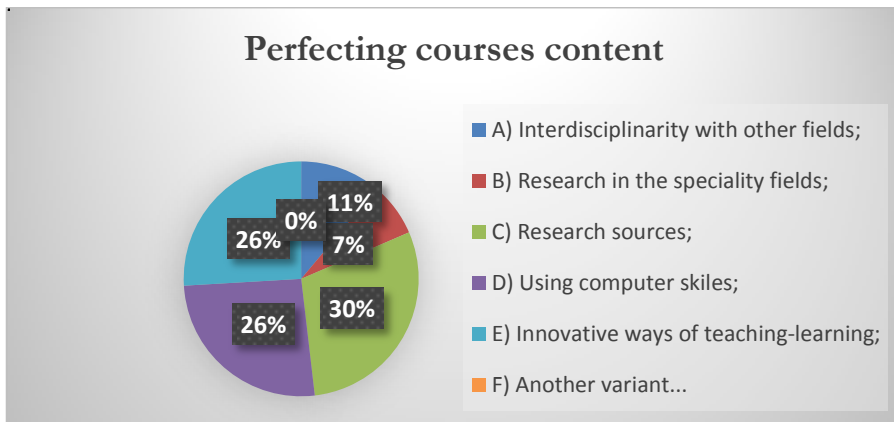 Perfecting courses content
A) Interdisciplinarity with other fields;
B) Research in the speciality fields;
C) Research sources;
D) Using computer skiles;
E) Innovative ways of teaching-learning;
F) Another variant...
0%
11%
26%
7%
26%
30%